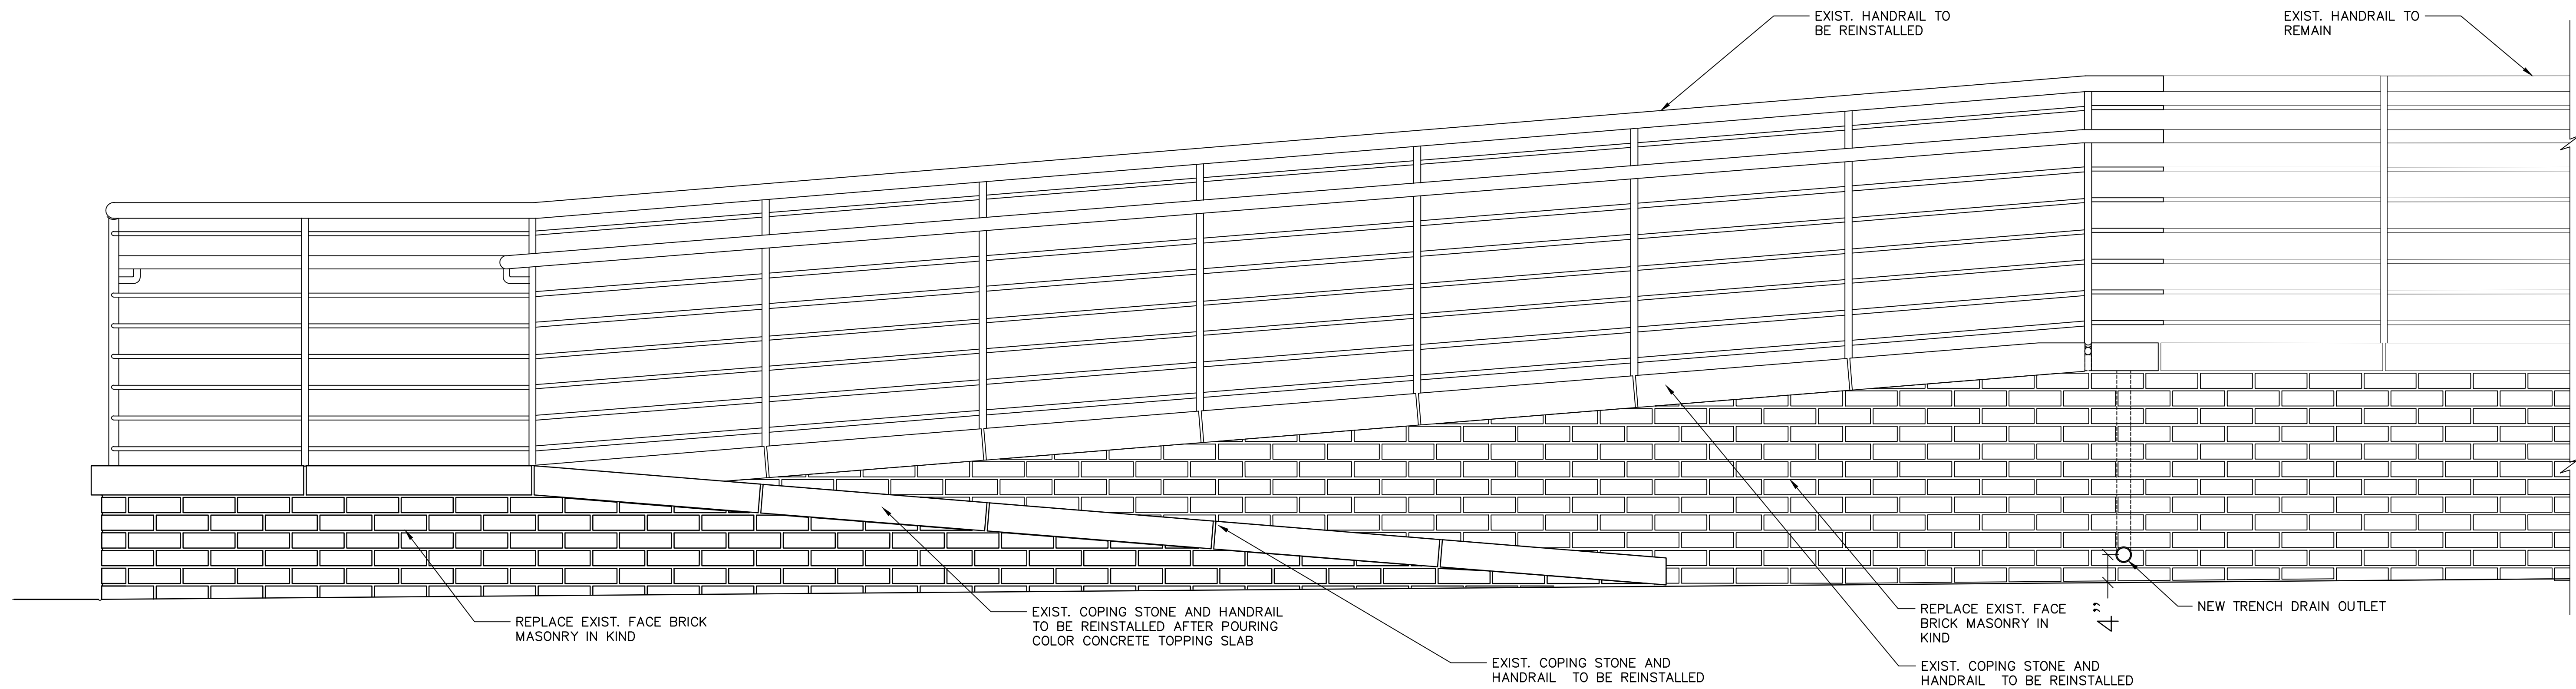 EXIST. HANDRAIL TO
BE REINSTALLED
EXIST. HANDRAIL TO
REMAIN
REPLACE EXIST. FACE BRICK
MASONRY IN KIND
EXIST. COPING STONE AND HANDRAIL
TO BE REINSTALLED AFTER POURING
COLOR CONCRETE TOPPING SLAB
EXIST. COPING STONE AND
HANDRAIL TO BE REINSTALLED
REPLACE EXIST. FACE
BRICK MASONRY IN
KIND
EXIST. COPING STONE AND
HANDRAIL TO BE REINSTALLED
4"
NEW TRENCH DRAIN OUTLET